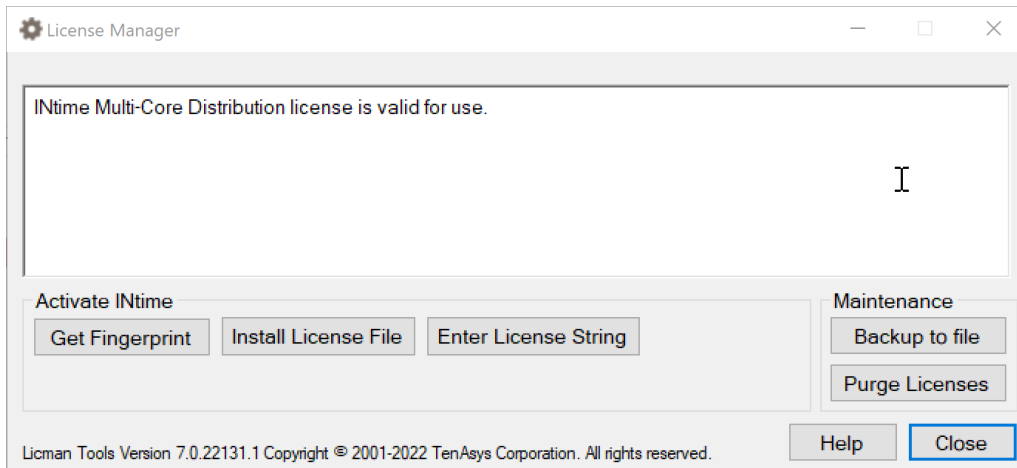 License Manager
INtime Multi-Core Distribution license is valid for use.
Activate INtime
Get Fingerprint
Install License File
Enter License String
Maintenance
Backup to file
Purge Licenses
Licman Tools Version 7.0.22131.1 Copyright © 2001-2022 TenAsys Corporation. All rights reserved.
Help
Close